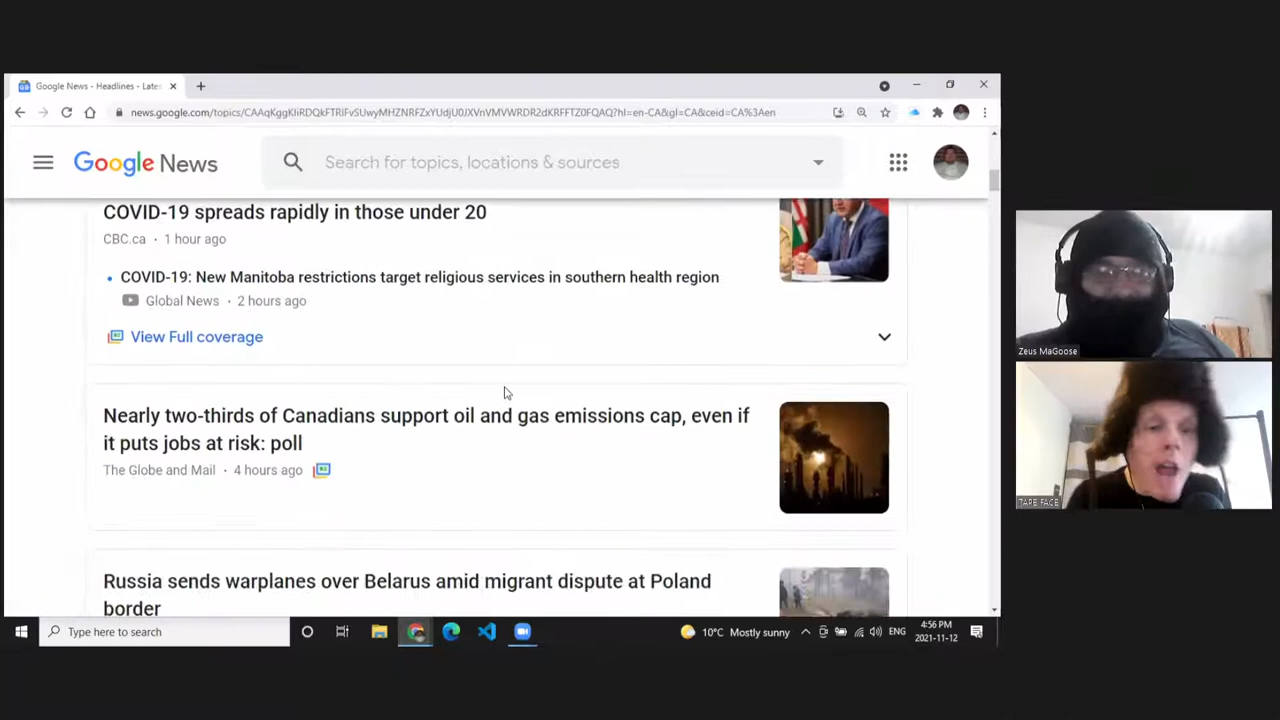 Google News - Headlines - Lates
news.google.com/topics/CAAqKggKIiRDQkFTRlFvSUwyMHZNRFZxYUdjU0JXVnVMVWRDR2dKRFFTZ0FQAQ?hl=en-CA&gl=CA&ceid=CA%3Aen
Google News
Search for topics, locations & sources
COVID-19 spreads rapidly in those under 20
CBC.ca • 1 hour ago
• COVID-19: New Manitoba restrictions target religious services in southern health region
Global News • 2 hours ago
View Full coverage
Nearly two-thirds of Canadians support oil and gas emissions cap, even if
it puts jobs at risk: poll
The Globe and Mail • 4 hours ago
Russia sends warplanes over Belarus amid migrant dispute at Poland
border
Zeus MaGoose
TAPE FACE
Type here to search
10°C Mostly sunny
ENG
4:56 PM
2021-11-12